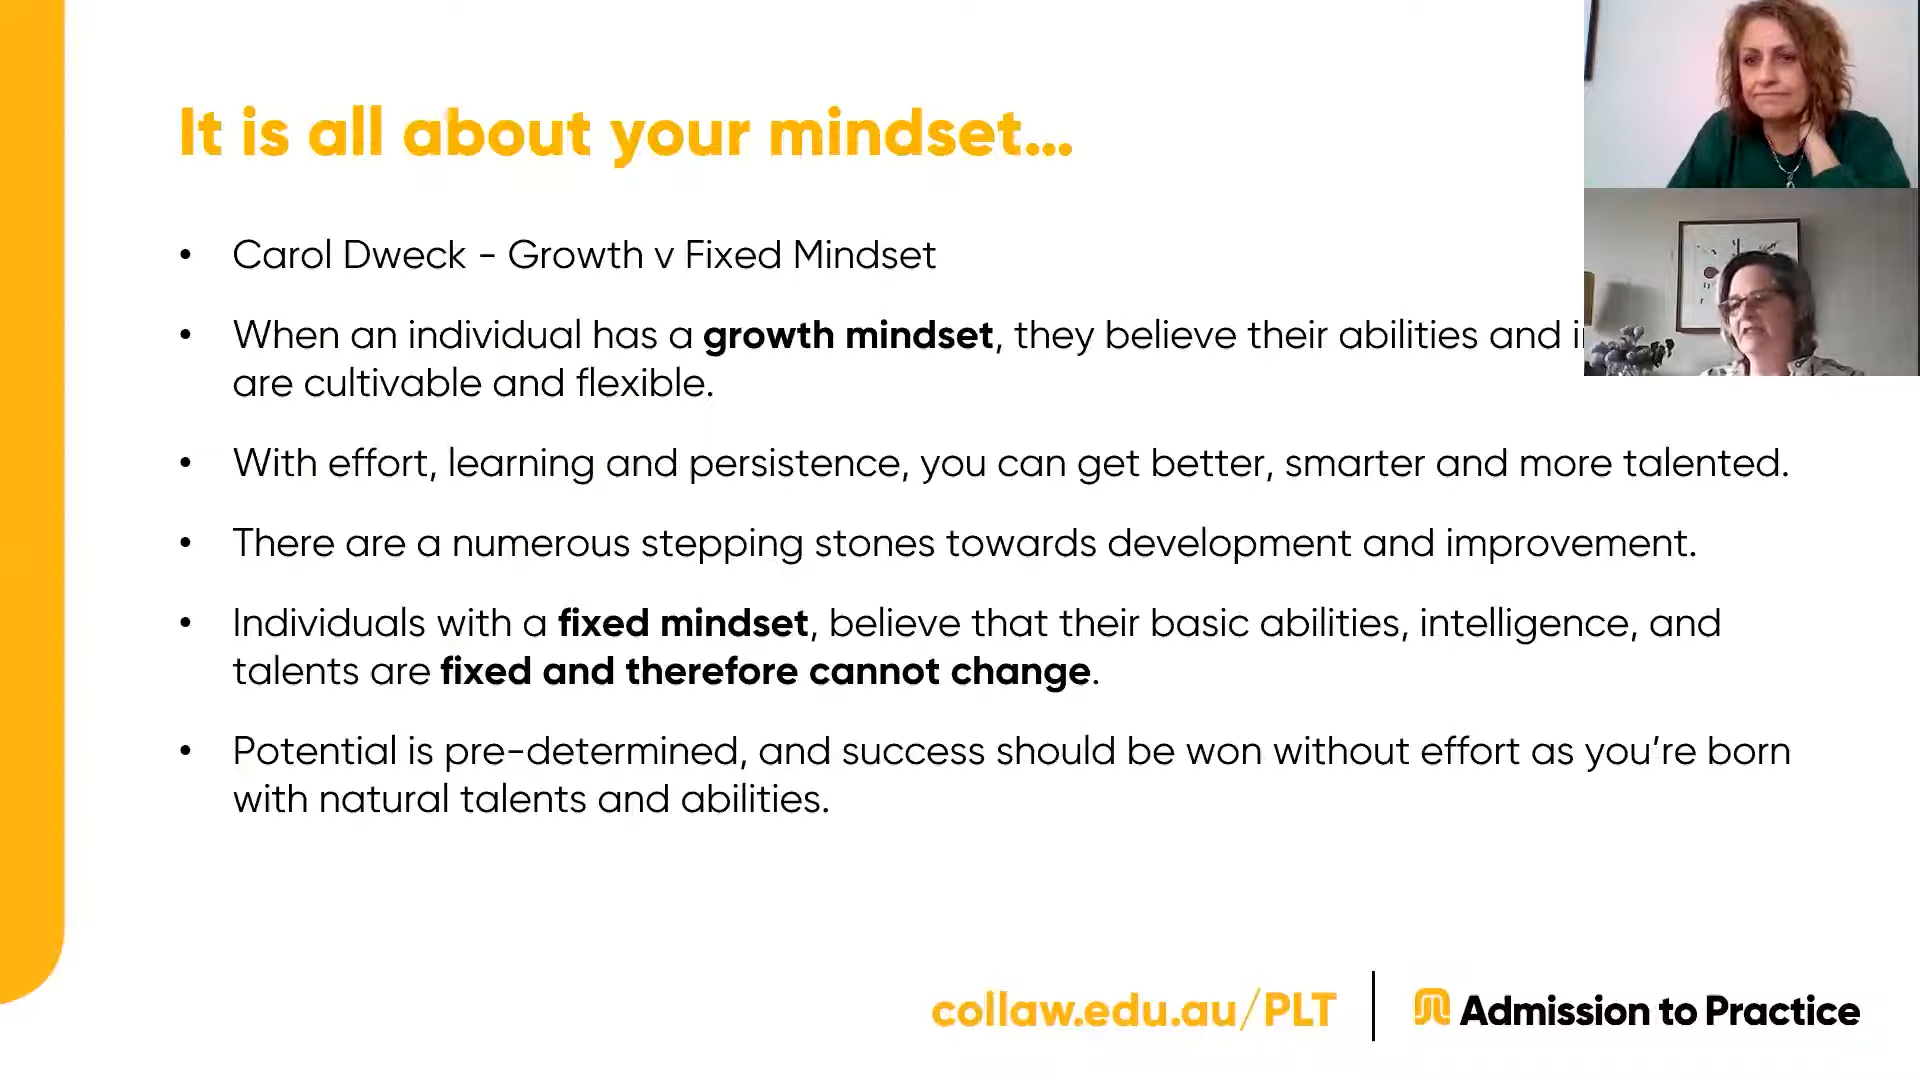 It is all about your mindset...
• Carol Dweck - Growth v Fixed Mindset
• When an individual has a growth mindset, they believe their abilities and
are cultivable and flexible.
• With effort, learning and persistence, you can get better, smarter and more talented.
• There are a numerous stepping stones towards development and improvement.
• Individuals with a fixed mindset, believe that their basic abilities, intelligence, and
talents are fixed and therefore cannot change.
• Potential is pre-determined, and success should be won without effort as you’re born
with natural talents and abilities.
collaw.edu.au/PLT
Admission to Practice